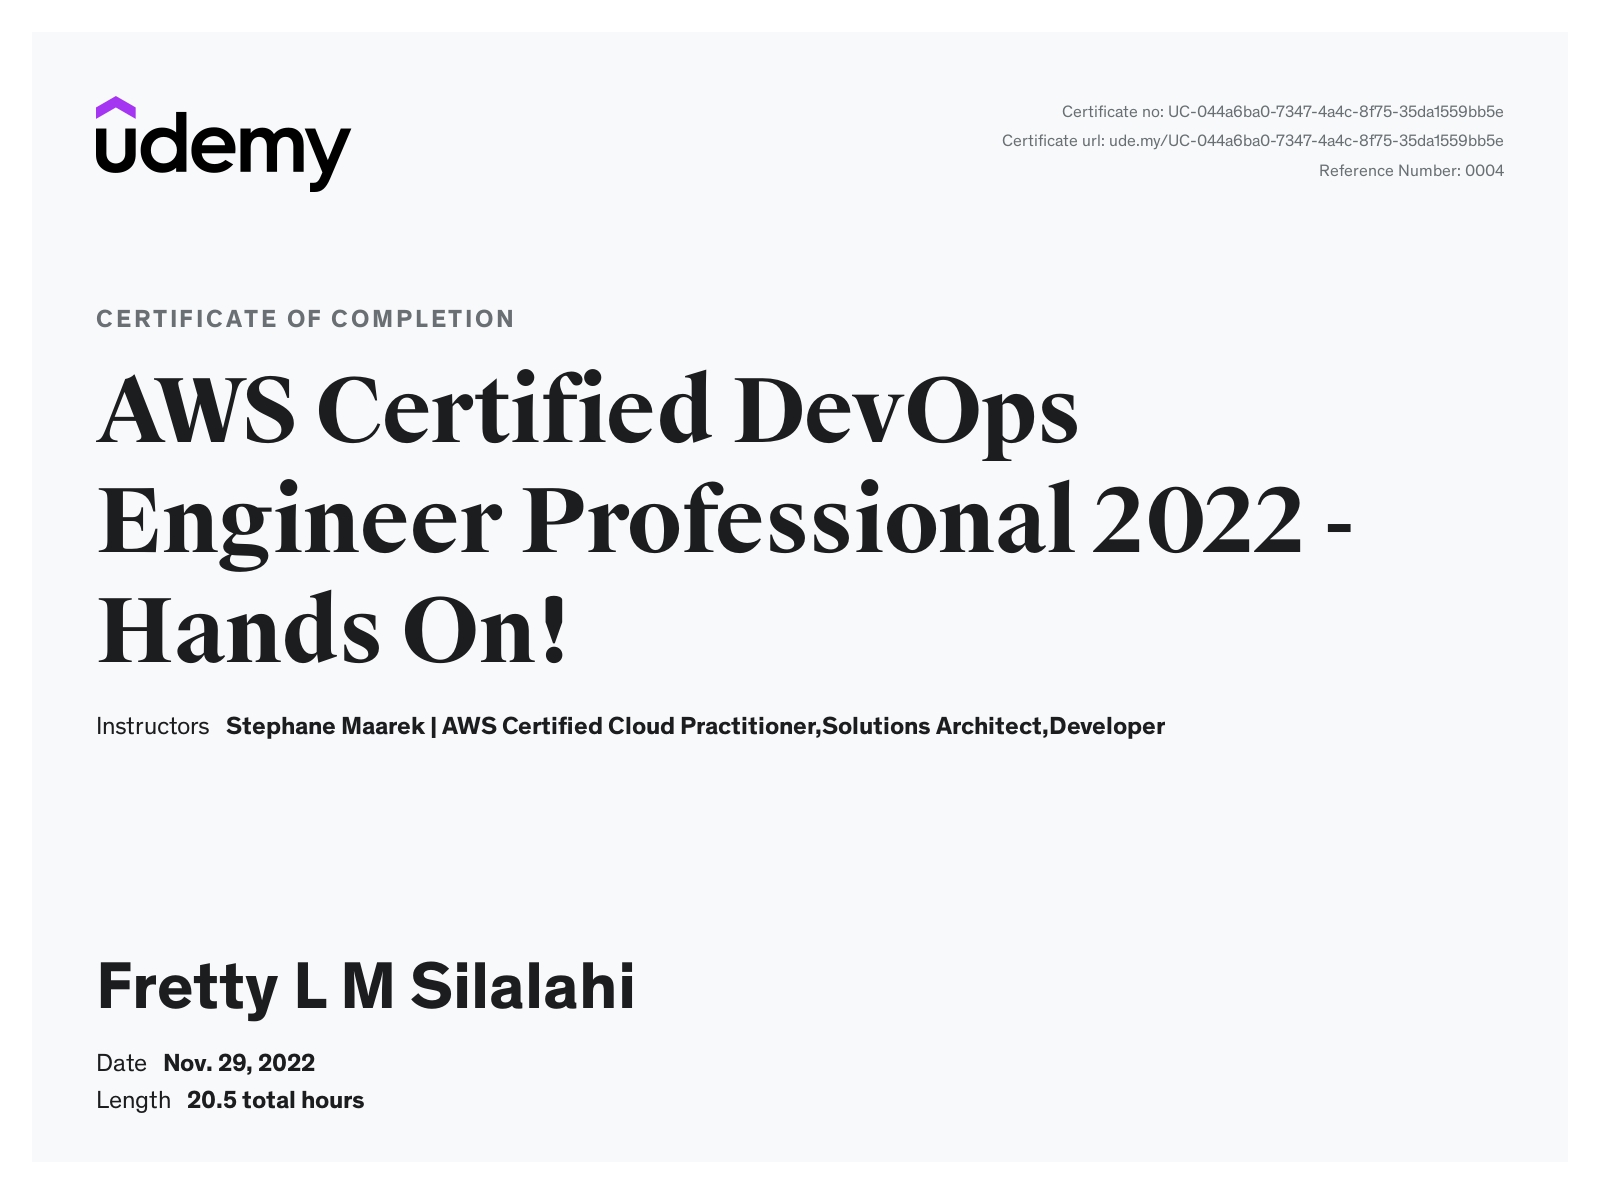 udemy
Certificate no: UC-044a6ba0-7347-4a4c-8f75-35da1559bb5e
Certificate url: ude.my/UC-044a6ba0-7347-4a4c-8f75-35da1559bb5e
Reference Number: 0004
CERTIFICATE OF COMPLETION
AWS Certified DevOps
Engineer Professional 2022 -
Hands On!
Instructors Stephane Maarek | AWS Certified Cloud Practitioner,Solutions Architect,Developer
Fretty L M Silalahi
Date Nov. 29, 2022
Length 20.5 total hours